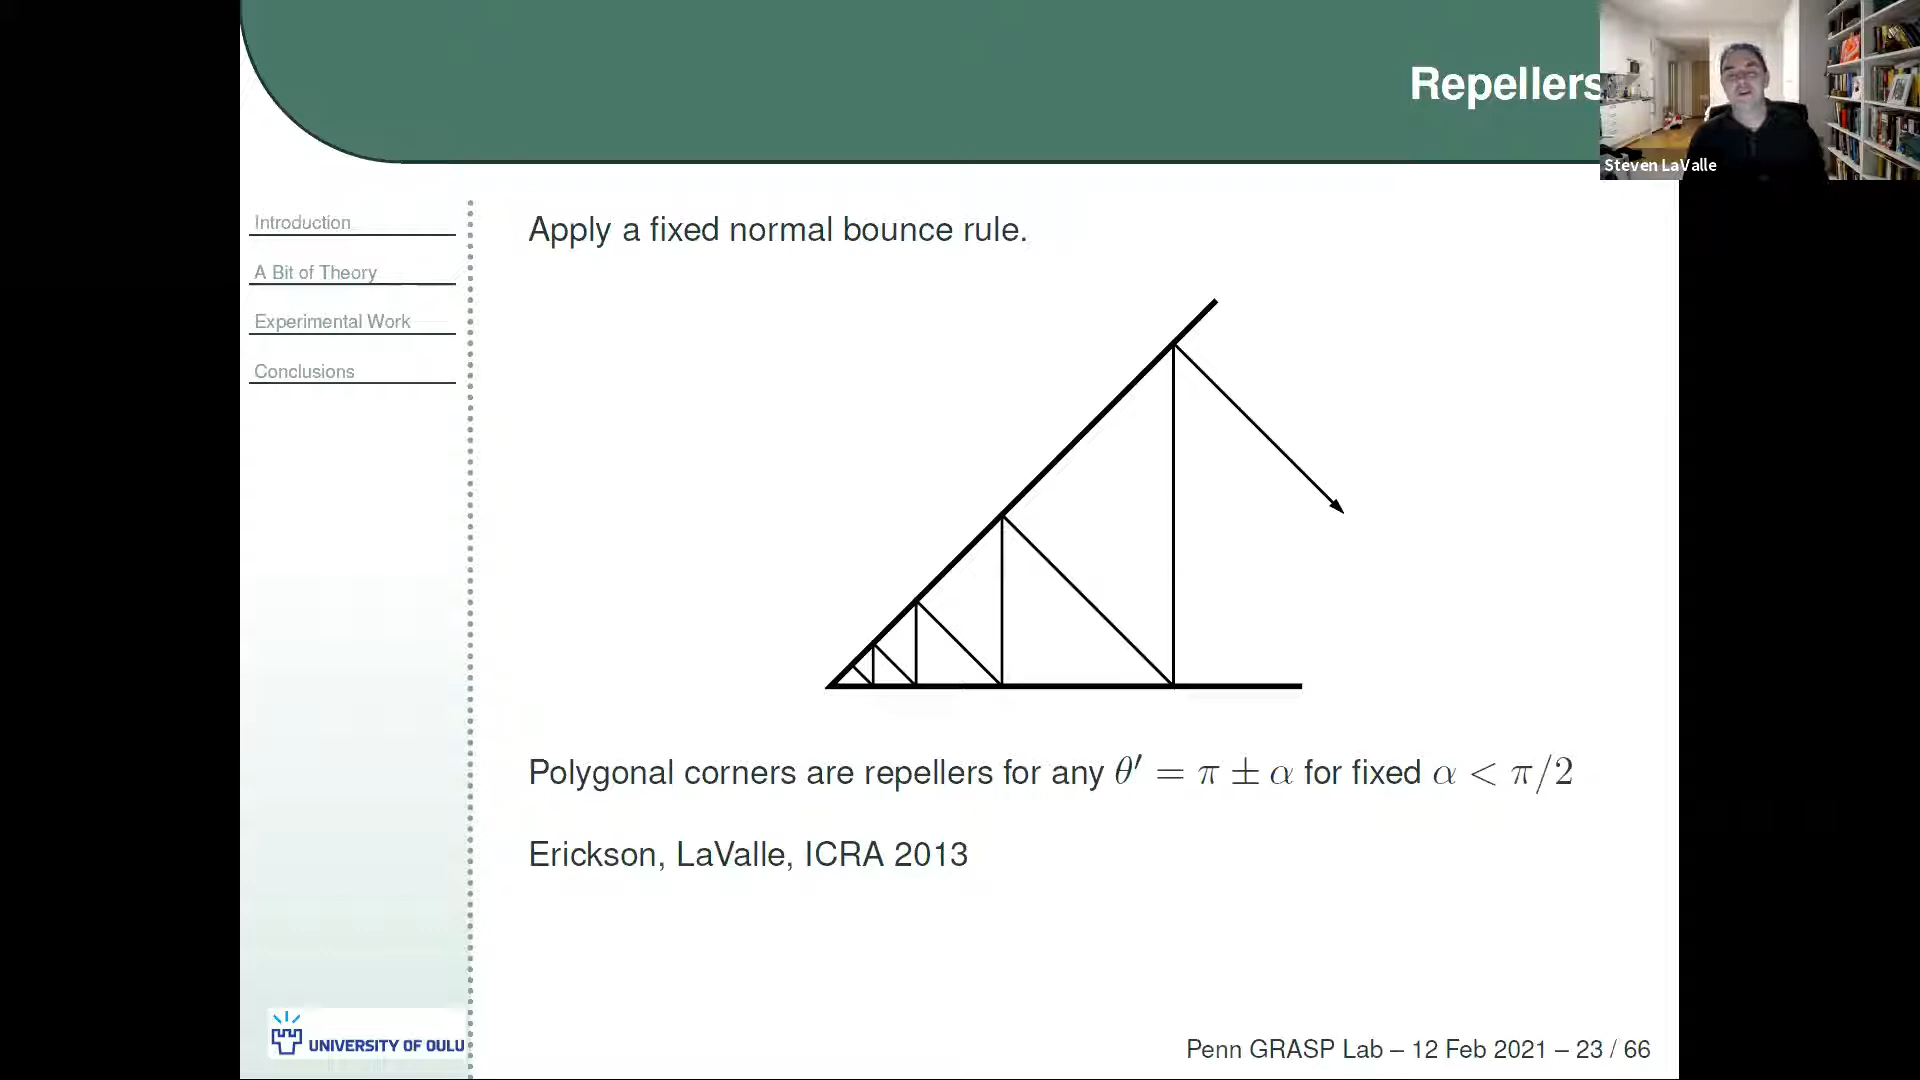 Repellers
Steven LaValle
Introduction
A Bit of Theory
Experimental Work
Conclusions
Apply a fixed normal bounce rule.
Polygonal corners are repellers for any θ′ = π ± α for fixed α < π/2
Erickson, LaValle, ICRA 2013
UNIVERSITY OF OULU
Penn GRASP Lab – 12 Feb 2021 – 23 / 66